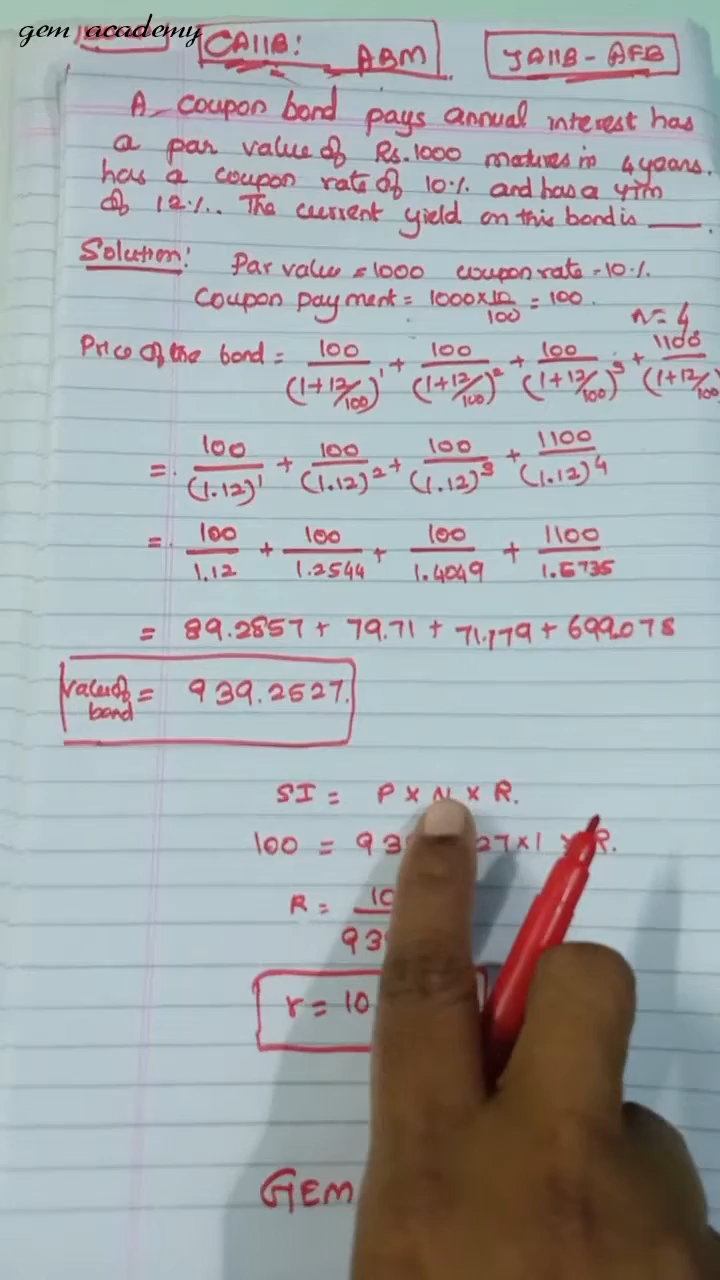 gem academy
CAIIB: ABM JAIIB - AFB
A coupon bond pays annual interest has
a par value of Rs.1000 matures in 4 years.
has a coupon rate of 10%. and has a YTM
of 12%. The current yield on this bond is ____.
Solution: Par value = 1000 coupon rate = 10%.
Coupon payment = 1000 × 10/100 = 100.
n = 4
Price of the bond = 100/(1+12/100)^1 + 100/(1+12/100)^2 + 100/(1+12/100)^3 + 1100/(1+12/100)
= 100/(1.12)^1 + 100/(1.12)^2 + 100/(1.12)^3 + 1100/(1.12)^4
= 100/1.12 + 100/1.2544 + 100/1.4049 + 1100/1.5735
= 89.2857 + 79.71 + 71.179 + 699.078
value of bond = 939.2527.
SI = P × N × R.
100 = 93 27 × 1 × R.
R = 10 / 93
r = 10
GEM